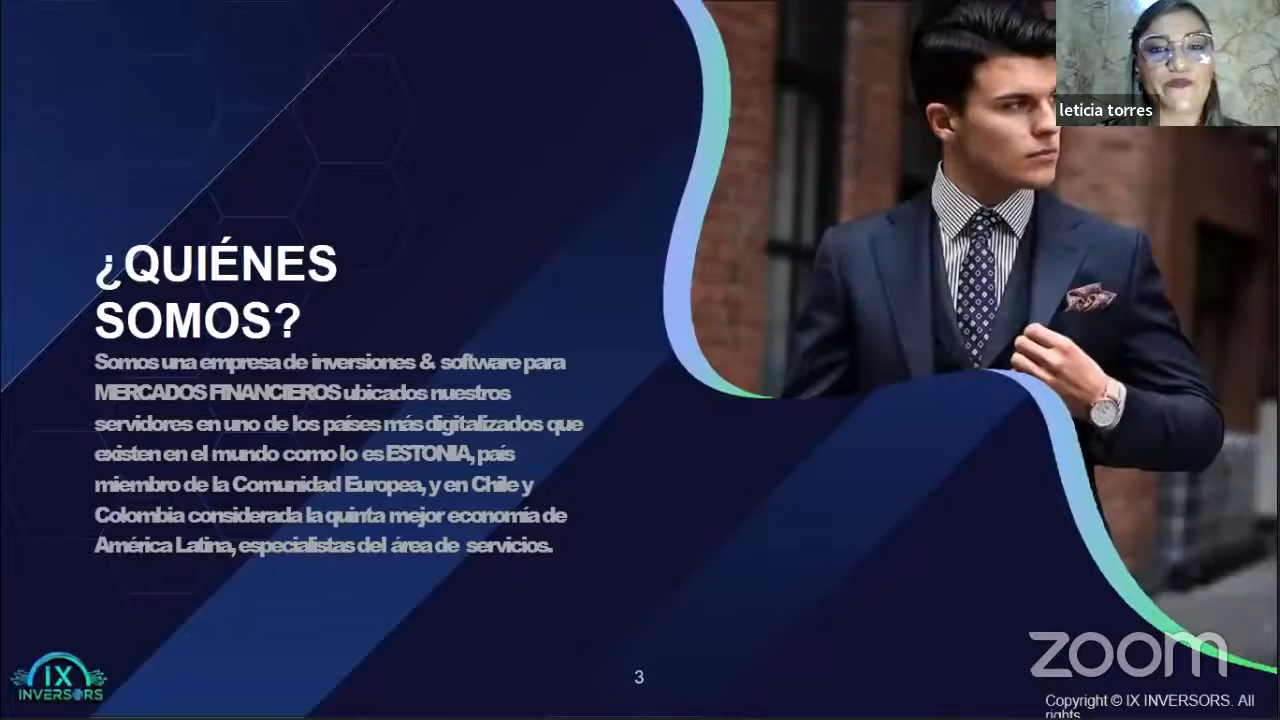 leticia torres
¿QUIÉNES
SOMOS?
Somos una empresa de inversiones & software para
MERCADOS FINANCIEROS ubicados nuestros
servidores en uno de los países más digitalizados que
existen en el mundo como lo es ESTONIA, país
miembro de la Comunidad Europea, y en Chile y
Colombia considerada la quinta mejor economía de
América Latina, especialistas del área de servicios.
IX
INVERSORS
3
zoom
Copyright © IX INVERSORS. All
rights